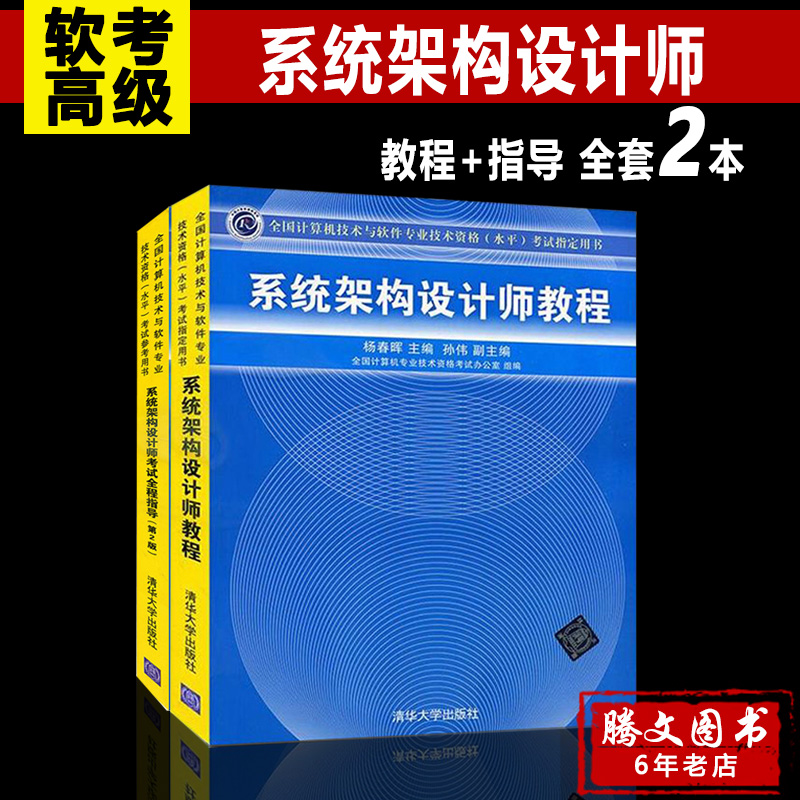 软考
高级
系统架构设计师
教程+指导 全套2本
全国计算机技术与软件专业
技术资格（水平）考试参考用书
系统架构设计师考试全程指导（第2版）
清华大学出版社
全国计算机技术与软件专业
技术资格（水平）考试指定用书
系统架构设计师教程
清华大学出版社
全国计算机技术与软件专业技术资格（水平）考试指定用书
系统架构设计师教程
杨春晖 主编 孙伟 副主编
全国计算机专业技术资格考试办公室 组编
清华大学出版社
腾文图书
6年老店